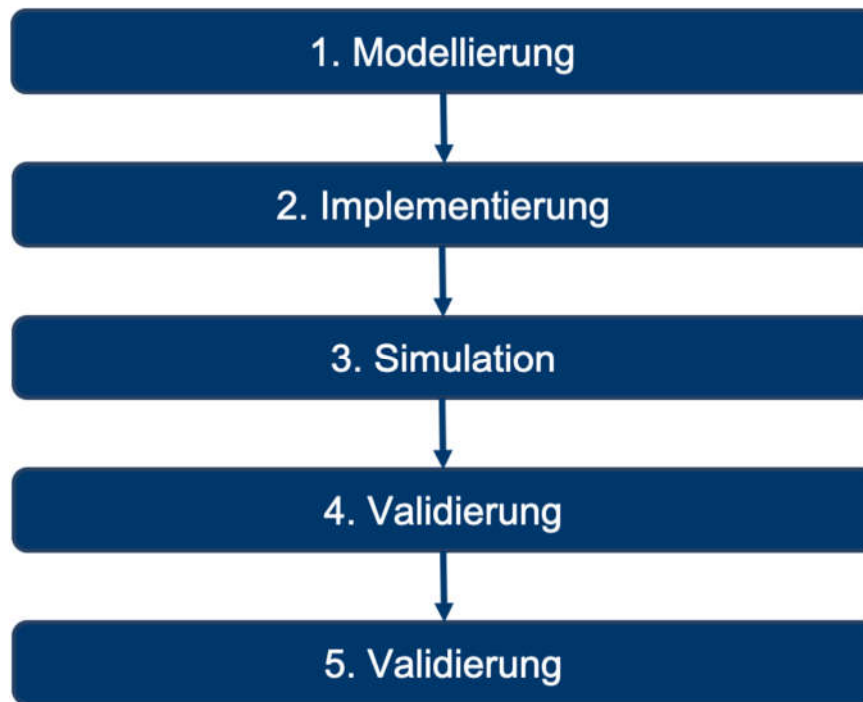 1. Modellierung
2. Implementierung
3. Simulation
4. Validierung
5. Validierung